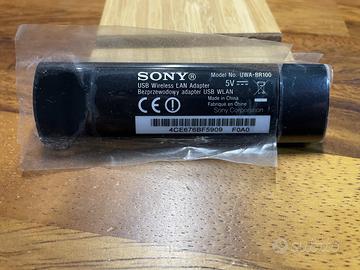 SONY® Model No.: UWA-BR100
USB Wireless LAN Adapter 5V
Bezprzewodowy adapter USB WLAN
Made in China
Fabriqué en Chine
CE Sony Corporation
4CE676BF5909 F0A0